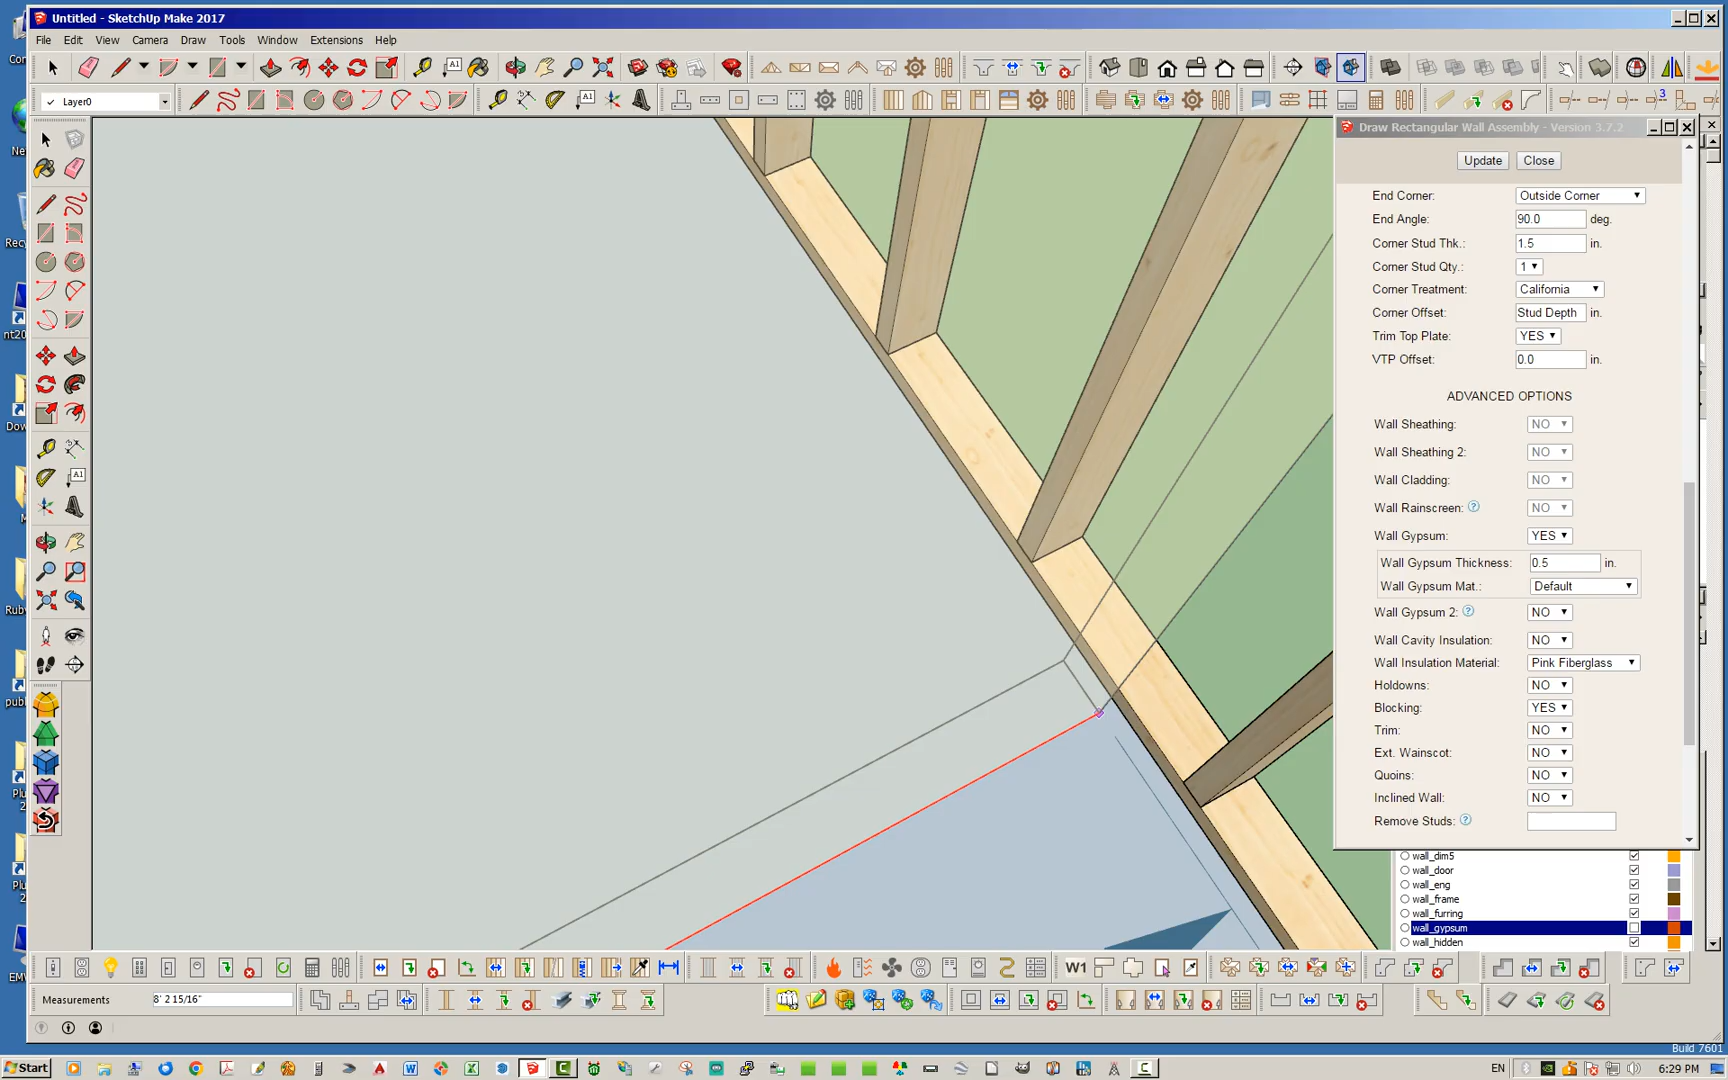 Untitled - SketchUp Make 2017
File Edit View Camera Draw Tools Window Extensions Help
Layer0
Draw Rectangular Wall Assembly - Version 3.7.2
Update Close
End Corner: Outside Corner
End Angle: 90.0 deg.
Corner Stud Thk.: 1.5 in.
Corner Stud Qty.: 1
Corner Treatment: California
Corner Offset: Stud Depth in.
Trim Top Plate: YES
VTP Offset: 0.0 in.
ADVANCED OPTIONS
Wall Sheathing: NO
Wall Sheathing 2: NO
Wall Cladding: NO
Wall Rainscreen: ? NO
Wall Gypsum: YES
Wall Gypsum Thickness: 0.5 in.
Wall Gypsum Mat.: Default
Wall Gypsum 2: ? NO
Wall Cavity Insulation: NO
Wall Insulation Material: Pink Fiberglass
Holdowns: NO
Blocking: YES
Trim: NO
Ext. Wainscot: NO
Quoins: NO
Inclined Wall: NO
Remove Studs: ?
wall_dim5
wall_door
wall_eng
wall_frame
wall_furring
wall_gypsum
wall_hidden
W1
Measurements 8' 2 15/16"
Build 7601
Start
EN
6:29 PM